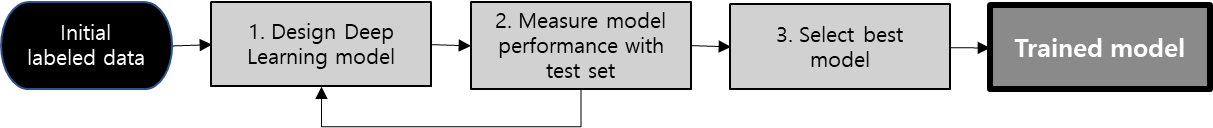 Initial
labeled data
1. Design Deep
Learning model
2. Measure model
performance with
test set
3. Select best
model
Trained model